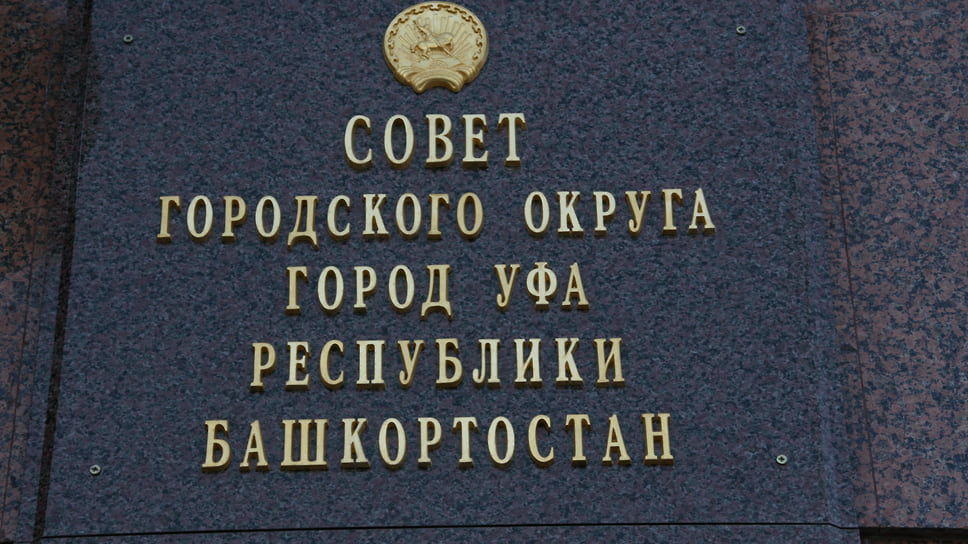 СОВЕТ
ГОРОДСКОГО ОКРУГА
ГОРОД УФА
РЕСПУБЛИКИ
БАШКОРТОСТАН